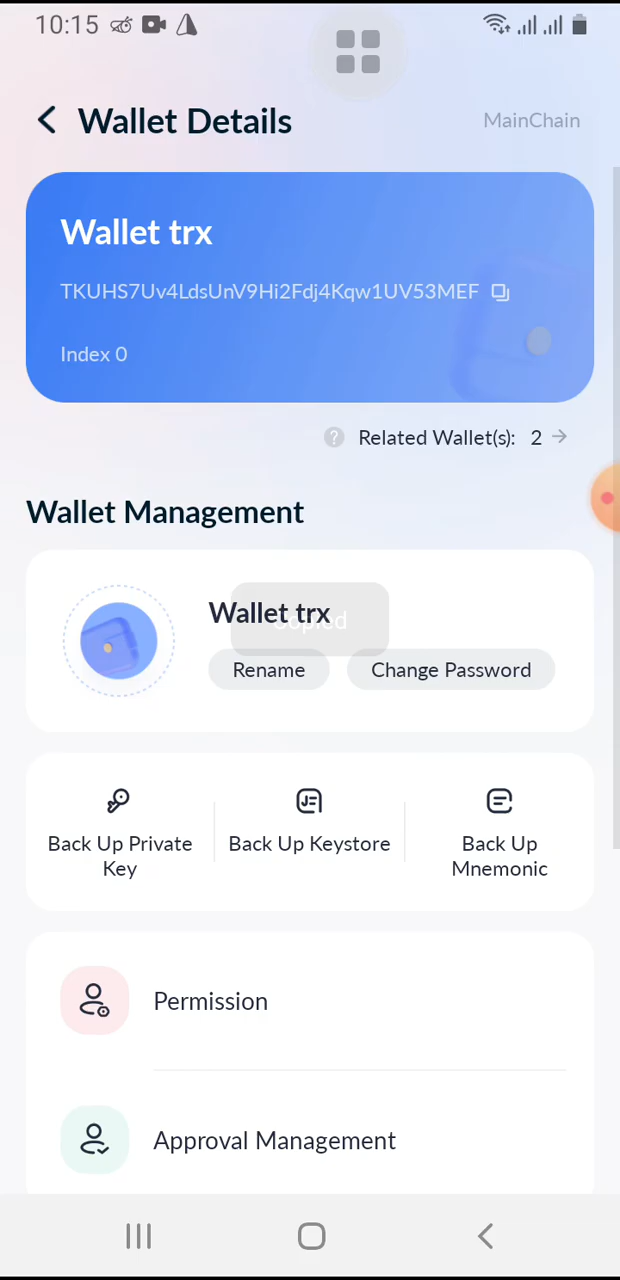 10:15
Wallet Details
MainChain
Wallet trx
TKUHS7Uv4LdsUnV9Hi2Fdj4Kqw1UV53MEF
Index 0
? Related Wallet(s): 2
Wallet Management
Wallet trx
Copied
Rename
Change Password
Back Up Private
Key
Back Up Keystore
Back Up
Mnemonic
Permission
Approval Management